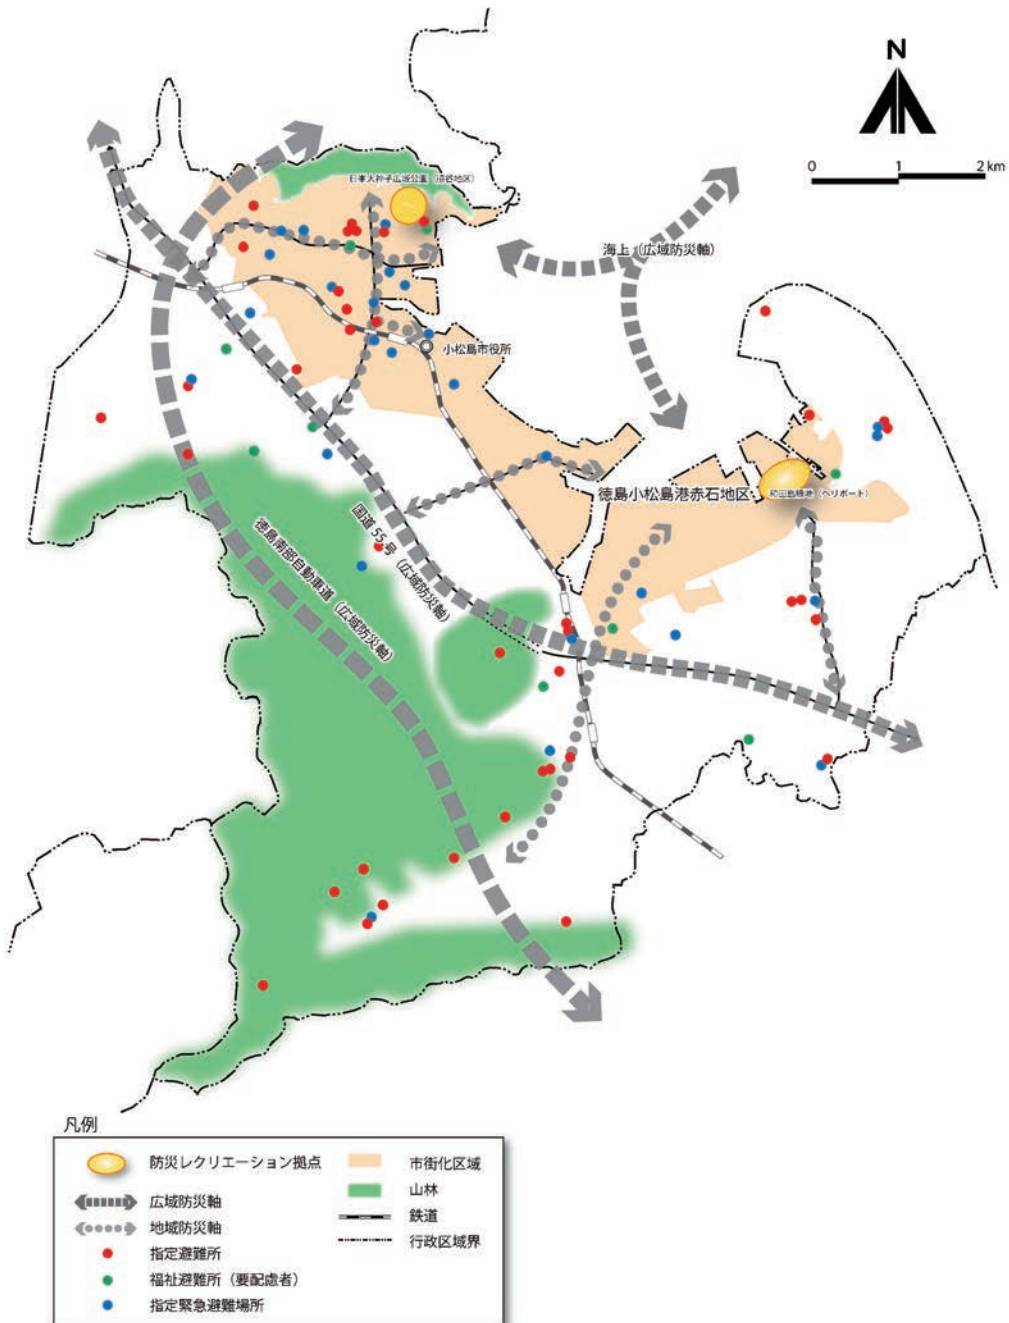 N
0 1 2 km
日峯大神子広域公園（
地区）
海上（広域防災軸）
小松島市役所
徳島小松島港赤石地区
和田島緑地（ヘリポート）
国道55号（広域防災軸）
徳島南部自動車道（広域防災軸）
凡例
防災レクリエーション拠点
広域防災軸
地域防災軸
指定避難所
福祉避難所（要配慮者）
指定緊急避難場所
市街化区域
山林
鉄道
行政区域界